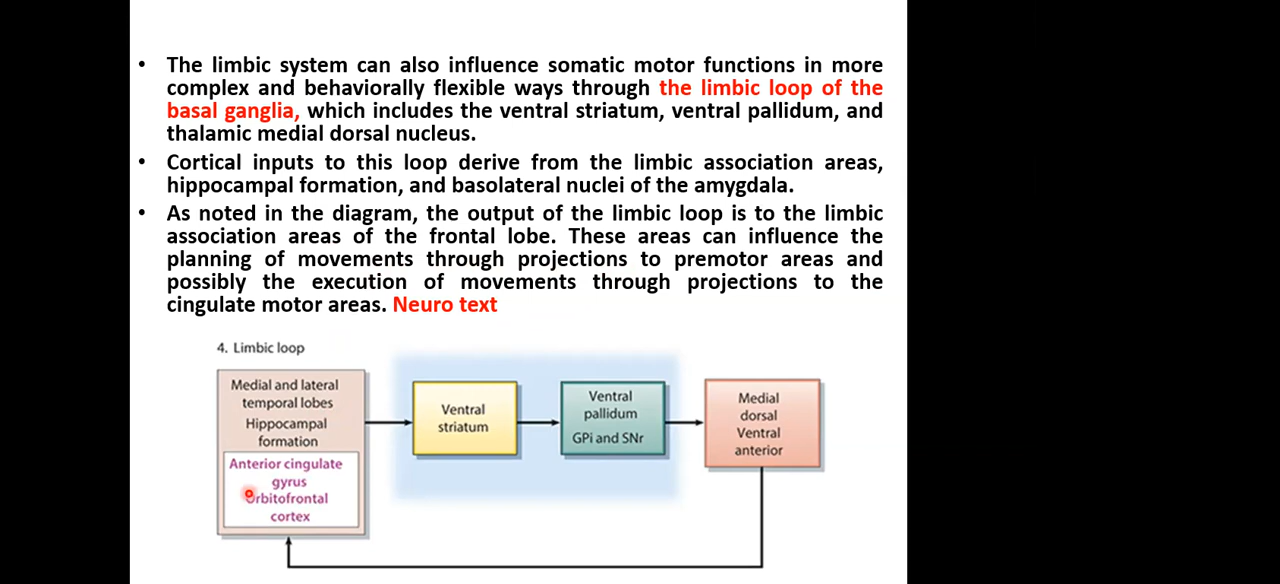 • The limbic system can also influence somatic motor functions in more
complex and behaviorally flexible ways through the limbic loop of the
basal ganglia, which includes the ventral striatum, ventral pallidum, and
thalamic medial dorsal nucleus.
• Cortical inputs to this loop derive from the limbic association areas,
hippocampal formation, and basolateral nuclei of the amygdala.
• As noted in the diagram, the output of the limbic loop is to the limbic
association areas of the frontal lobe. These areas can influence the
planning of movements through projections to premotor areas and
possibly the execution of movements through projections to the
cingulate motor areas. Neuro text
4. Limbic loop
Medial and lateral
temporal lobes
Hippocampal
formation
Anterior cingulate
gyrus
Orbitofrontal
cortex
Ventral
striatum
Ventral
pallidum
GPi and SNr
Medial
dorsal
Ventral
anterior